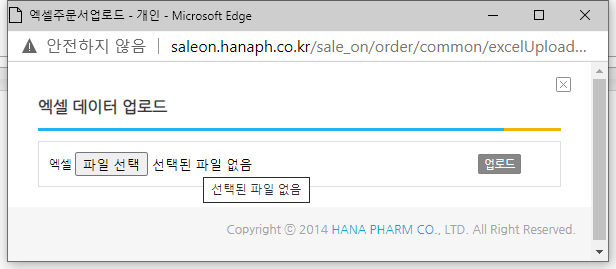 엑셀주문서업로드 - 개인 - Microsoft Edge
안전하지 않음 | saleon.hanaph.co.kr/sale_on/order/common/excelUpload...
엑셀 데이터 업로드
엑셀 파일 선택 선택된 파일 없음 업로드
선택된 파일 없음
Copyright ⓒ 2014 HANA PHARM CO., LTD. All Right Reserved.